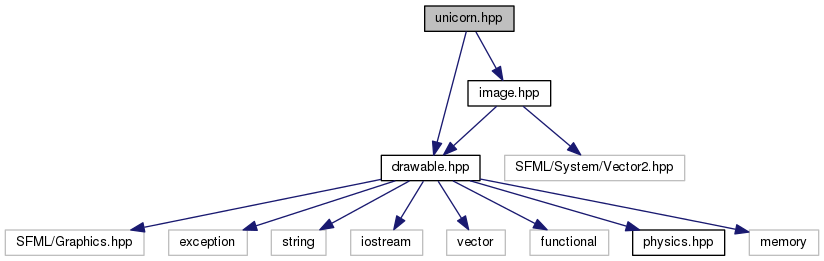 unicorn.hpp
image.hpp
drawable.hpp
SFML/System/Vector2.hpp
SFML/Graphics.hpp
exception
string
iostream
vector
functional
physics.hpp
memory